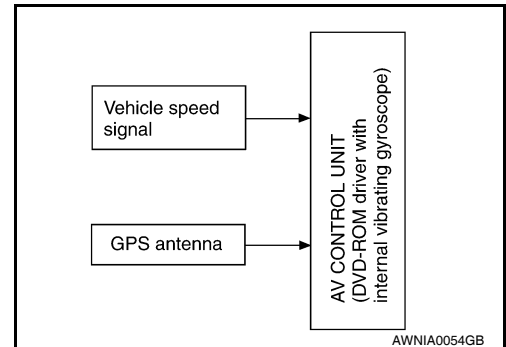 Vehicle speed
signal
GPS antenna
AV CONTROL UNIT
(DVD-ROM driver with
internal vibrating gyroscope)
AWNIA0054GB